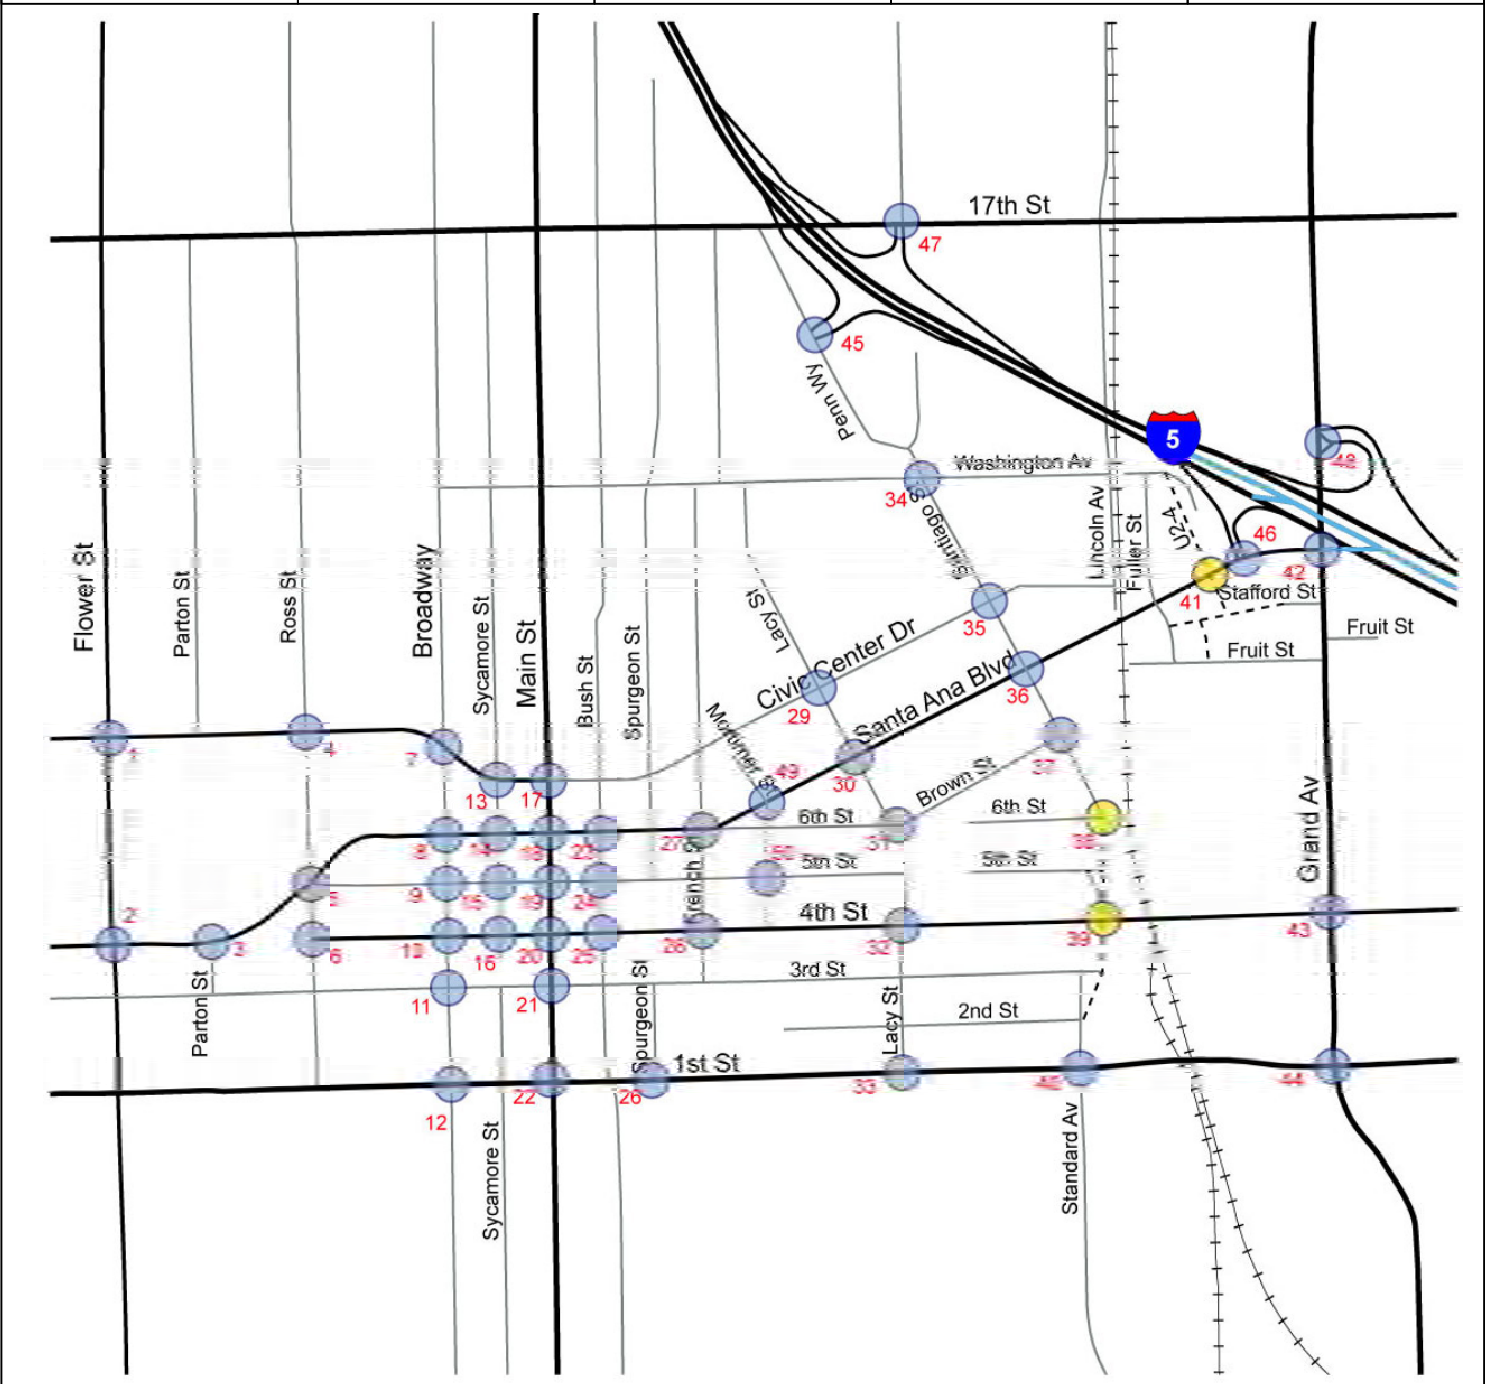 17th St
47
45
Penn Wy
5
48
Washington Av
34
Santiago St
Lincoln Av
Fuller St
U2-4
46
42
41
Stafford St
Fruit St
Fruit St
Flower St
Parton St
Ross St
Broadway
Sycamore St
Main St
Bush St
Spurgeon St
Lacy St
35
Civic Center Dr
29
Santa Ana Blvd
36
1
4
7
13
17
Mortimer St
49
30
Brown St
37
Grand Av
8
14
18
23
27
6th St
31
6th St
38
5
9
15
19
24
French St
5th St
5th St
2
3
6
10
16
20
25
28
4th St
32
39
43
11
21
3rd St
Parton St
Spurgeon St
Lacy St
2nd St
12
22
26
1st St
33
40
44
Sycamore St
Standard Av